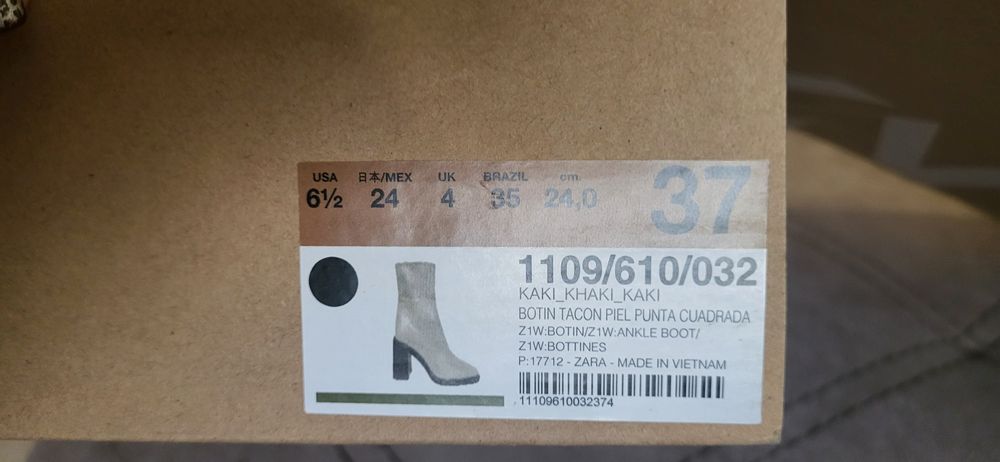 USA 日本/MEX UK BRAZIL cm.
6½ 24 4 35 24,0 37
1109/610/032
KAKI_KHAKI_KAKI
BOTIN TACON PIEL PUNTA CUADRADA
Z1W:BOTIN/Z1W:ANKLE BOOT/
Z1W:BOTTINES
P:17712 - ZARA - MADE IN VIETNAM
11109610032374